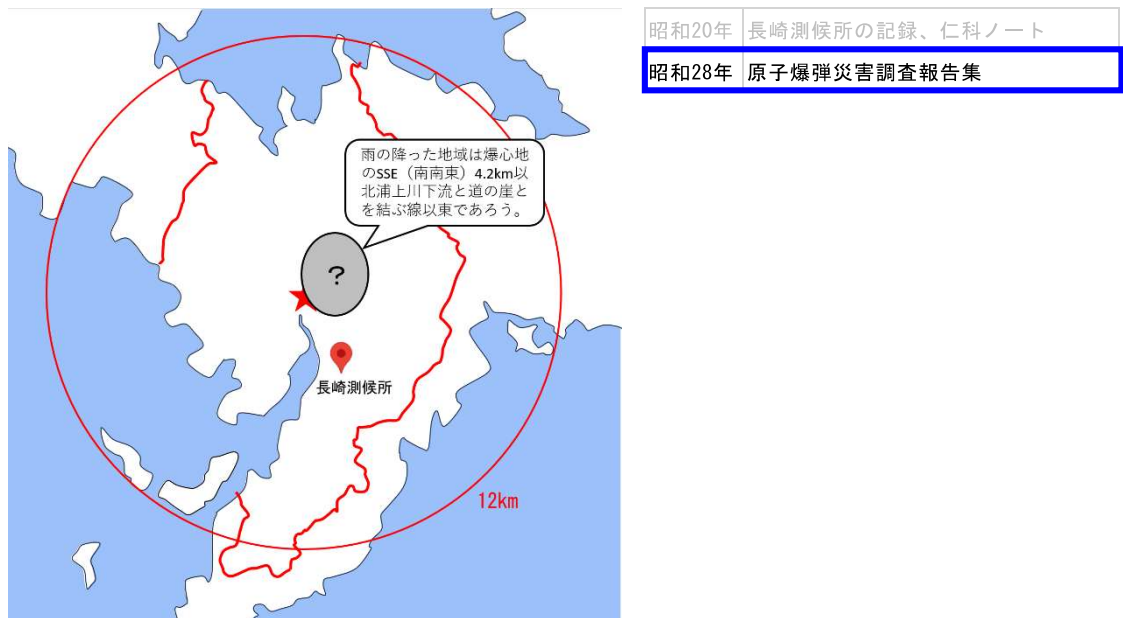 昭和20年 長崎測候所の記録、仁科ノート
昭和28年 原子爆弾災害調査報告集
雨の降った地域は爆心地
のSSE（南南東）4.2km以
北浦上川下流と道の崖と
を結ぶ線以東であろう。
？
長崎測候所
12km